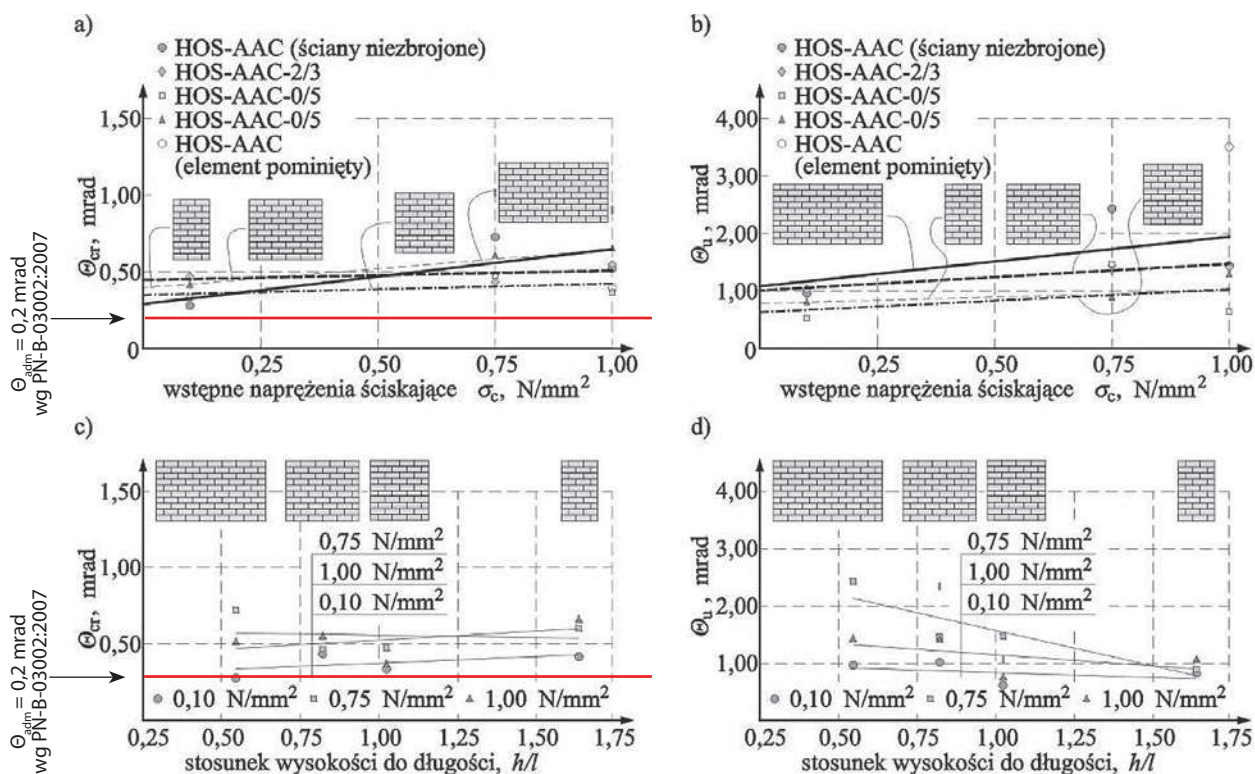 a)
HOS-AAC (ściany niezbrojone)
HOS-AAC-2/3
HOS-AAC-0/5
HOS-AAC-0/5
HOS-AAC
(element pominięty)
1,50
1,00
0,50
0
Θcr, mrad
0,25
0,50
0,75
1,00
wstępne naprężenia ściskające σc, N/mm²
Θadm = 0,2 mrad
wg PN-B-03002:2007
b)
HOS-AAC (ściany niezbrojone)
HOS-AAC-2/3
HOS-AAC-0/5
HOS-AAC-0/5
HOS-AAC
(element pominięty)
4,00
3,00
2,00
1,00
0
Θu, mrad
0,25
0,50
0,75
1,00
wstępne naprężenia ściskające σc, N/mm²
c)
1,50
1,00
0,50
0
Θcr, mrad
0,75 N/mm²
1,00 N/mm²
0,10 N/mm²
0,10 N/mm²
0,75 N/mm²
1,00 N/mm²
0,25
0,50
0,75
1,00
1,25
1,50
1,75
stosunek wysokości do długości, h/l
Θadm = 0,2 mrad
wg PN-B-03002:2007
d)
4,00
3,00
2,00
1,00
0
Θu, mrad
0,75 N/mm²
1,00 N/mm²
0,10 N/mm²
0,10 N/mm²
0,75 N/mm²
1,00 N/mm²
0,25
0,50
0,75
1,00
1,25
1,50
1,75
stosunek wysokości do długości, h/l